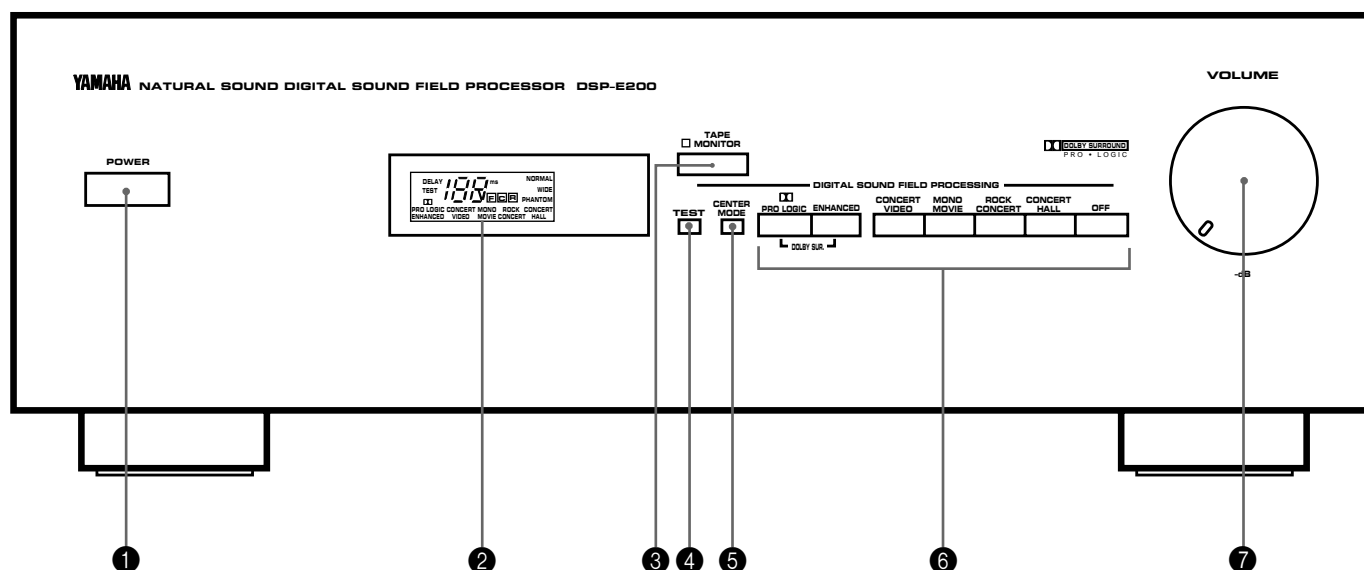 VOLUME
YAMAHA NATURAL SOUND DIGITAL SOUND FIELD PROCESSOR DSP-E200
TAPE
MONITOR
DOLBY SURROUND
PRO • LOGIC
POWER
DELAY
TEST
188 ms
F C R
NORMAL
WIDE
PHANTOM
PRO LOGIC CONCERT MONO ROCK CONCERT
ENHANCED VIDEO MOVIE CONCERT HALL
DIGITAL SOUND FIELD PROCESSING
TEST
CENTER
MODE
PRO LOGIC
ENHANCED
CONCERT
VIDEO
MONO
MOVIE
ROCK
CONCERT
CONCERT
HALL
OFF
DOLBY SUR.
-dB
1 2 3 4 5 6 7